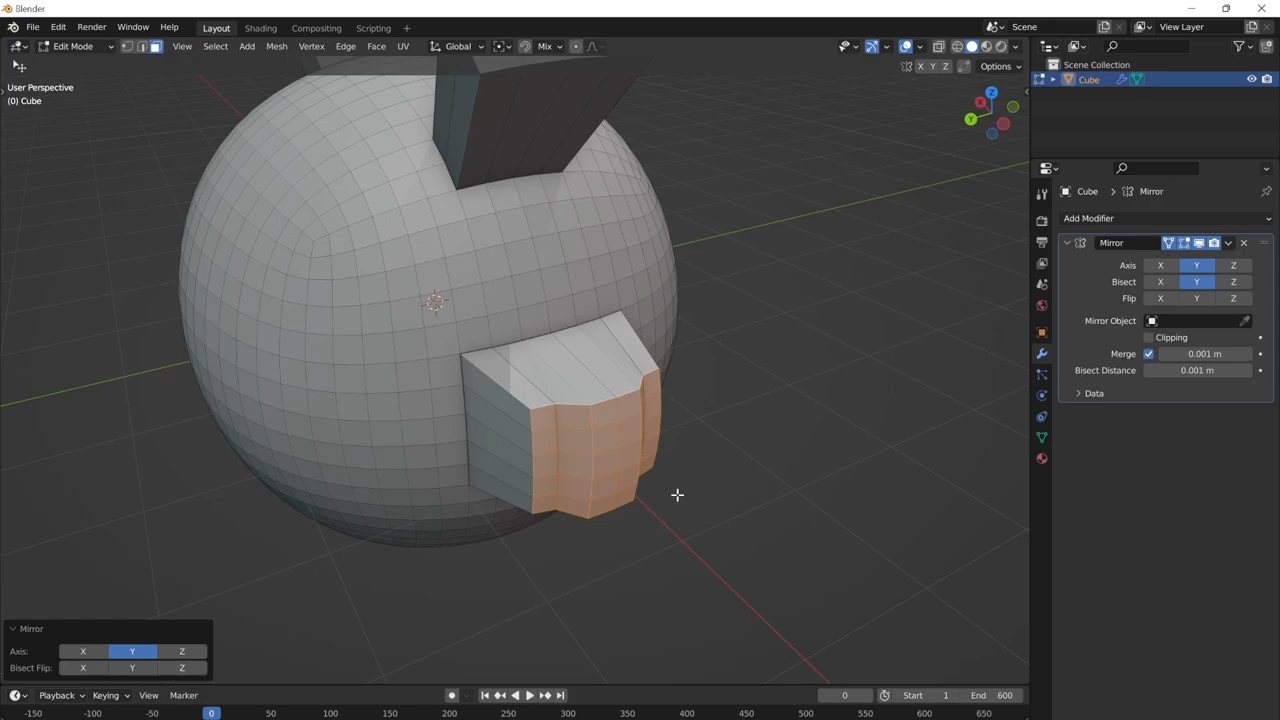 Blender
File Edit Render Window Help Layout Shading Compositing Scripting + Scene View Layer
Edit Mode View Select Add Mesh Vertex Edge Face UV Global Mix
X Y Z Options
User Perspective
(0) Cube
Z
X
Y
Scene Collection
Cube
Cube > Mirror
Add Modifier
Mirror
Axis X Y Z
Bisect X Y Z
Flip X Y Z
Mirror Object
Clipping
Merge 0.001 m
Bisect Distance 0.001 m
Data
Mirror
Axis: X Y Z
Bisect Flip: X Y Z
Playback Keying View Marker 0 Start 1 End 600
-150 -100 -50 0 50 100 150 200 250 300 350 400 450 500 550 600 650